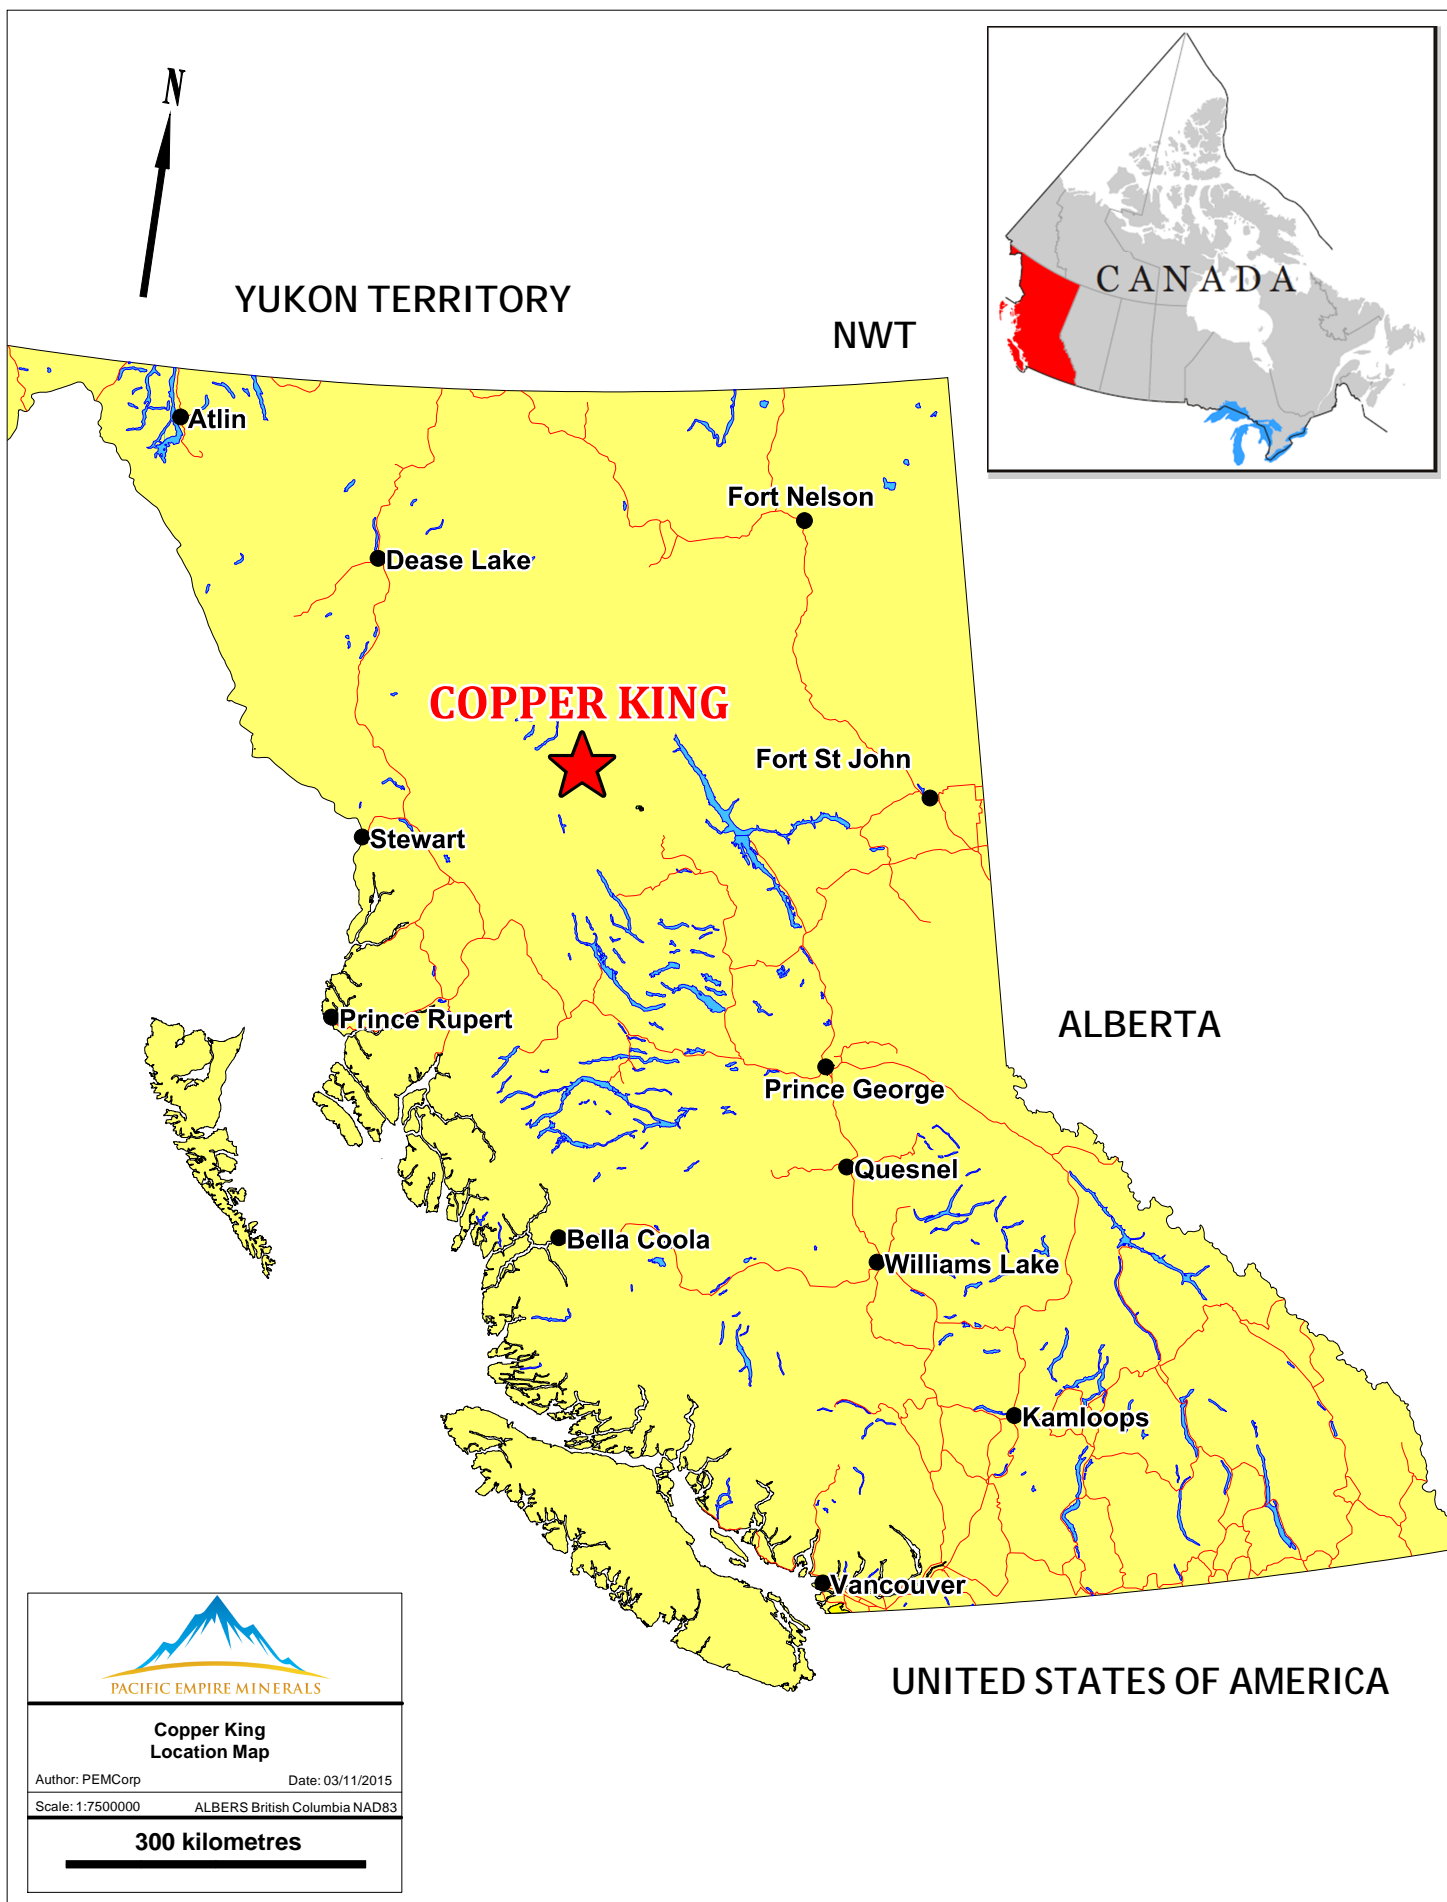 N
YUKON TERRITORY
NWT
CANADA
Atlin
Fort Nelson
Dease Lake
COPPER KING
Fort St John
Stewart
Prince Rupert
ALBERTA
Prince George
Quesnel
Bella Coola
Williams Lake
Kamloops
Vancouver
UNITED STATES OF AMERICA
PACIFIC EMPIRE MINERALS
Copper King
Location Map
Author: PEMCorp Date: 03/11/2015
Scale: 1:7500000 ALBERS British Columbia NAD83
300 kilometres